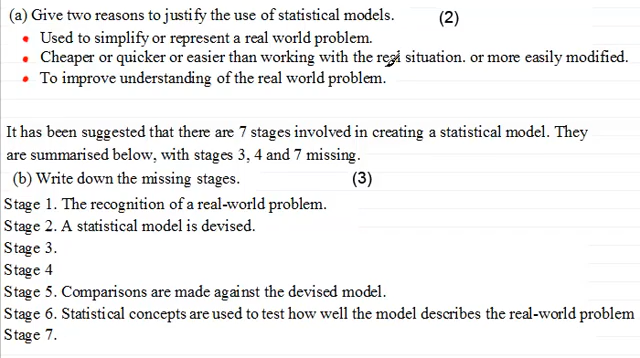 (a) Give two reasons to justify the use of statistical models. (2)
• Used to simplify or represent a real world problem.
• Cheaper or quicker or easier than working with the real situation. or more easily modified.
• To improve understanding of the real world problem.
It has been suggested that there are 7 stages involved in creating a statistical model. They
are summarised below, with stages 3, 4 and 7 missing.
(b) Write down the missing stages. (3)
Stage 1. The recognition of a real-world problem.
Stage 2. A statistical model is devised.
Stage 3.
Stage 4
Stage 5. Comparisons are made against the devised model.
Stage 6. Statistical concepts are used to test how well the model describes the real-world problem
Stage 7.